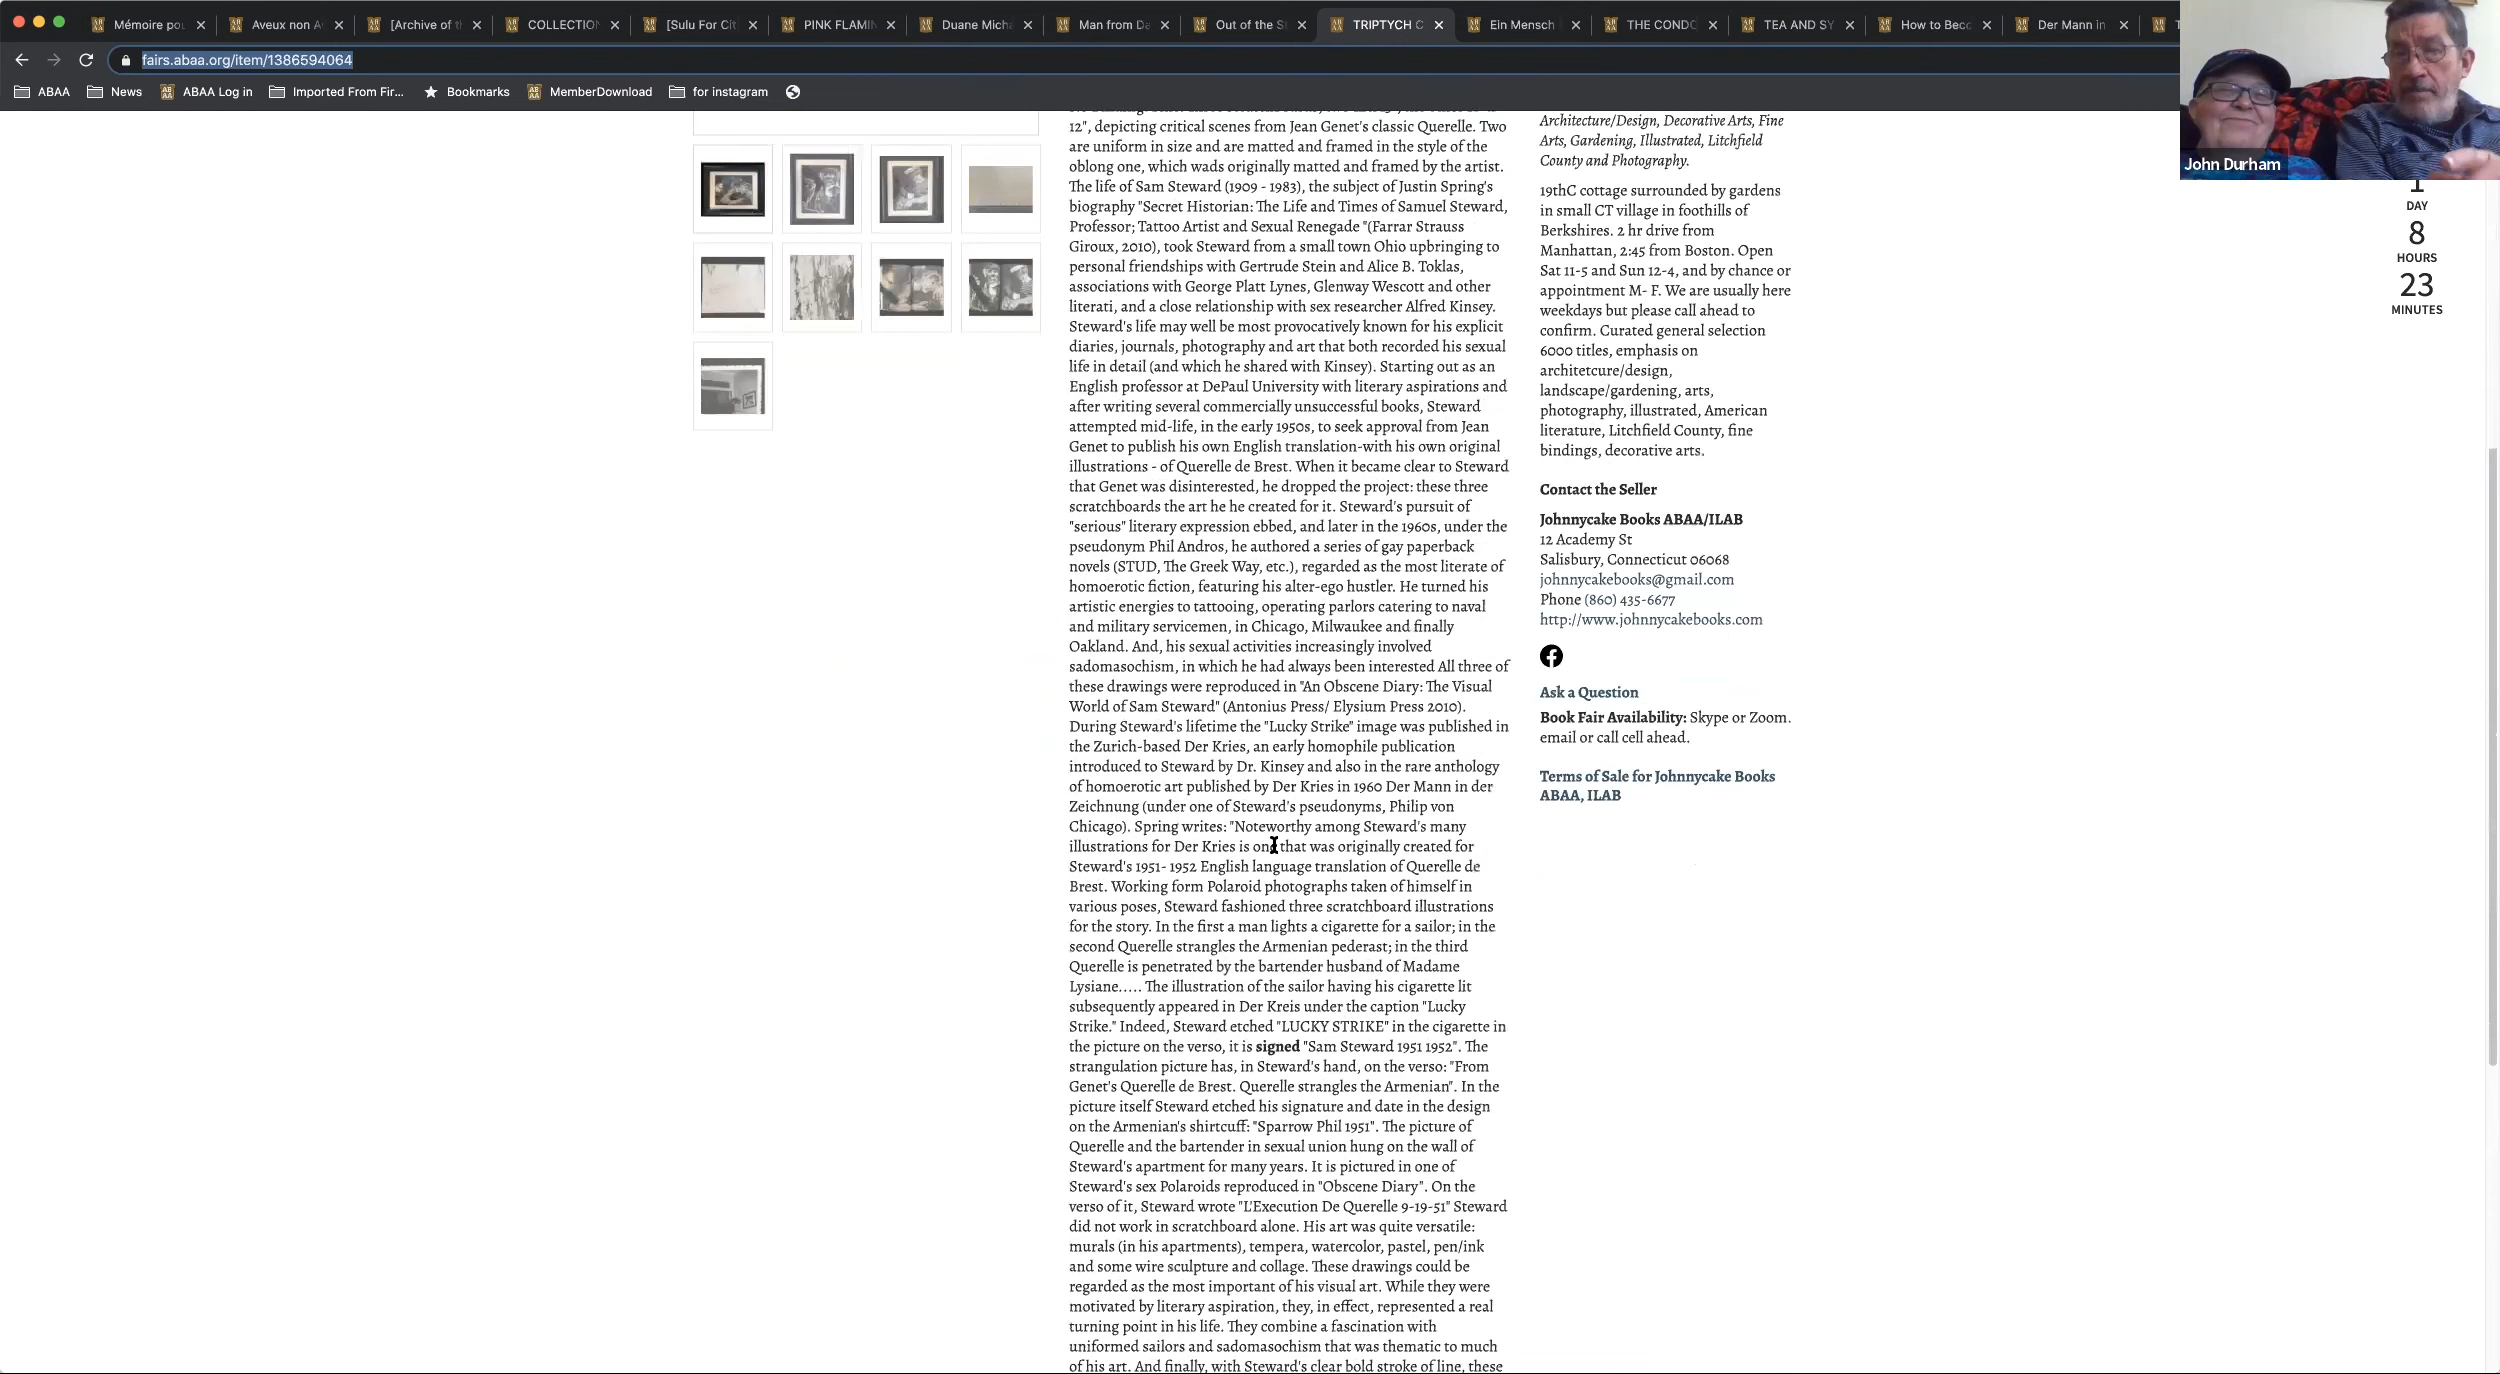 Mémoire pou
Aveux non A
[Archive of th
COLLECTION
[Sulu For Cit
PINK FLAMIN
Duane Mich
Man from Da
Out of the S
TRIPTYCH C
Ein Mensch
THE CONDO
TEA AND SY
How to Beco
Der Mann in
T
fairs.abaa.org/item/1386594064
ABAA
News
ABAA Log in
Imported From Fir...
Bookmarks
MemberDownload
for instagram
12", depicting critical scenes from Jean Genet's classic Querelle. Two
are uniform in size and are matted and framed in the style of the
oblong one, which wads originally matted and framed by the artist.
The life of Sam Steward (1909 - 1983), the subject of Justin Spring's
biography "Secret Historian: The Life and Times of Samuel Steward,
Professor; Tattoo Artist and Sexual Renegade "(Farrar Strauss
Giroux, 2010), took Steward from a small town Ohio upbringing to
personal friendships with Gertrude Stein and Alice B. Toklas,
associations with George Platt Lynes, Glenway Wescott and other
literati, and a close relationship with sex researcher Alfred Kinsey.
Steward's life may well be most provocatively known for his explicit
diaries, journals, photography and art that both recorded his sexual
life in detail (and which he shared with Kinsey). Starting out as an
English professor at DePaul University with literary aspirations and
after writing several commercially unsuccessful books, Steward
attempted mid-life, in the early 1950s, to seek approval from Jean
Genet to publish his own English translation-with his own original
illustrations - of Querelle de Brest. When it became clear to Steward
that Genet was disinterested, he dropped the project: these three
scratchboards the art he he created for it. Steward's pursuit of
"serious" literary expression ebbed, and later in the 1960s, under the
pseudonym Phil Andros, he authored a series of gay paperback
novels (STUD, The Greek Way, etc.), regarded as the most literate of
homoerotic fiction, featuring his alter-ego hustler. He turned his
artistic energies to tattooing, operating parlors catering to naval
and military servicemen, in Chicago, Milwaukee and finally
Oakland. And, his sexual activities increasingly involved
sadomasochism, in which he had always been interested All three of
these drawings were reproduced in "An Obscene Diary: The Visual
World of Sam Steward" (Antonius Press/ Elysium Press 2010).
During Steward's lifetime the "Lucky Strike" image was published in
the Zurich-based Der Kries, an early homophile publication
introduced to Steward by Dr. Kinsey and also in the rare anthology
of homoerotic art published by Der Kries in 1960 Der Mann in der
Zeichnung (under one of Steward's pseudonyms, Philip von
Chicago). Spring writes: "Noteworthy among Steward's many
illustrations for Der Kries is one that was originally created for
Steward's 1951- 1952 English language translation of Querelle de
Brest. Working form Polaroid photographs taken of himself in
various poses, Steward fashioned three scratchboard illustrations
for the story. In the first a man lights a cigarette for a sailor; in the
second Querelle strangles the Armenian pederast; in the third
Querelle is penetrated by the bartender husband of Madame
Lysiane..... The illustration of the sailor having his cigarette lit
subsequently appeared in Der Kreis under the caption "Lucky
Strike." Indeed, Steward etched "LUCKY STRIKE" in the cigarette in
the picture on the verso, it is signed "Sam Steward 1951 1952". The
strangulation picture has, in Steward's hand, on the verso: "From
Genet's Querelle de Brest. Querelle strangles the Armenian". In the
picture itself Steward etched his signature and date in the design
on the Armenian's shirtcuff: "Sparrow Phil 1951". The picture of
Querelle and the bartender in sexual union hung on the wall of
Steward's apartment for many years. It is pictured in one of
Steward's sex Polaroids reproduced in "Obscene Diary". On the
verso of it, Steward wrote "L'Execution De Querelle 9-19-51" Steward
did not work in scratchboard alone. His art was quite versatile:
murals (in his apartments), tempera, watercolor, pastel, pen/ink
and some wire sculpture and collage. These drawings could be
regarded as the most important of his visual art. While they were
motivated by literary aspiration, they, in effect, represented a real
turning point in his life. They combine a fascination with
uniformed sailors and sadomasochism that was thematic to much
of his art. And finally, with Steward's clear bold stroke of line, these
Architecture/Design, Decorative Arts, Fine
Arts, Gardening, Illustrated, Litchfield
County and Photography.
19thC cottage surrounded by gardens
in small CT village in foothills of
Berkshires. 2 hr drive from
Manhattan, 2:45 from Boston. Open
Sat 11-5 and Sun 12-4, and by chance or
appointment M- F. We are usually here
weekdays but please call ahead to
confirm. Curated general selection
6000 titles, emphasis on
architetcure/design,
landscape/gardening, arts,
photography, illustrated, American
literature, Litchfield County, fine
bindings, decorative arts.
Contact the Seller
Johnnycake Books ABAA/ILAB
12 Academy St
Salisbury, Connecticut 06068
johnnycakebooks@gmail.com
Phone (860) 435-6677
http://www.johnnycakebooks.com
Ask a Question
Book Fair Availability: Skype or Zoom.
email or call cell ahead.
Terms of Sale for Johnnycake Books
ABAA, ILAB
John Durham
1
DAY
8
HOURS
23
MINUTES